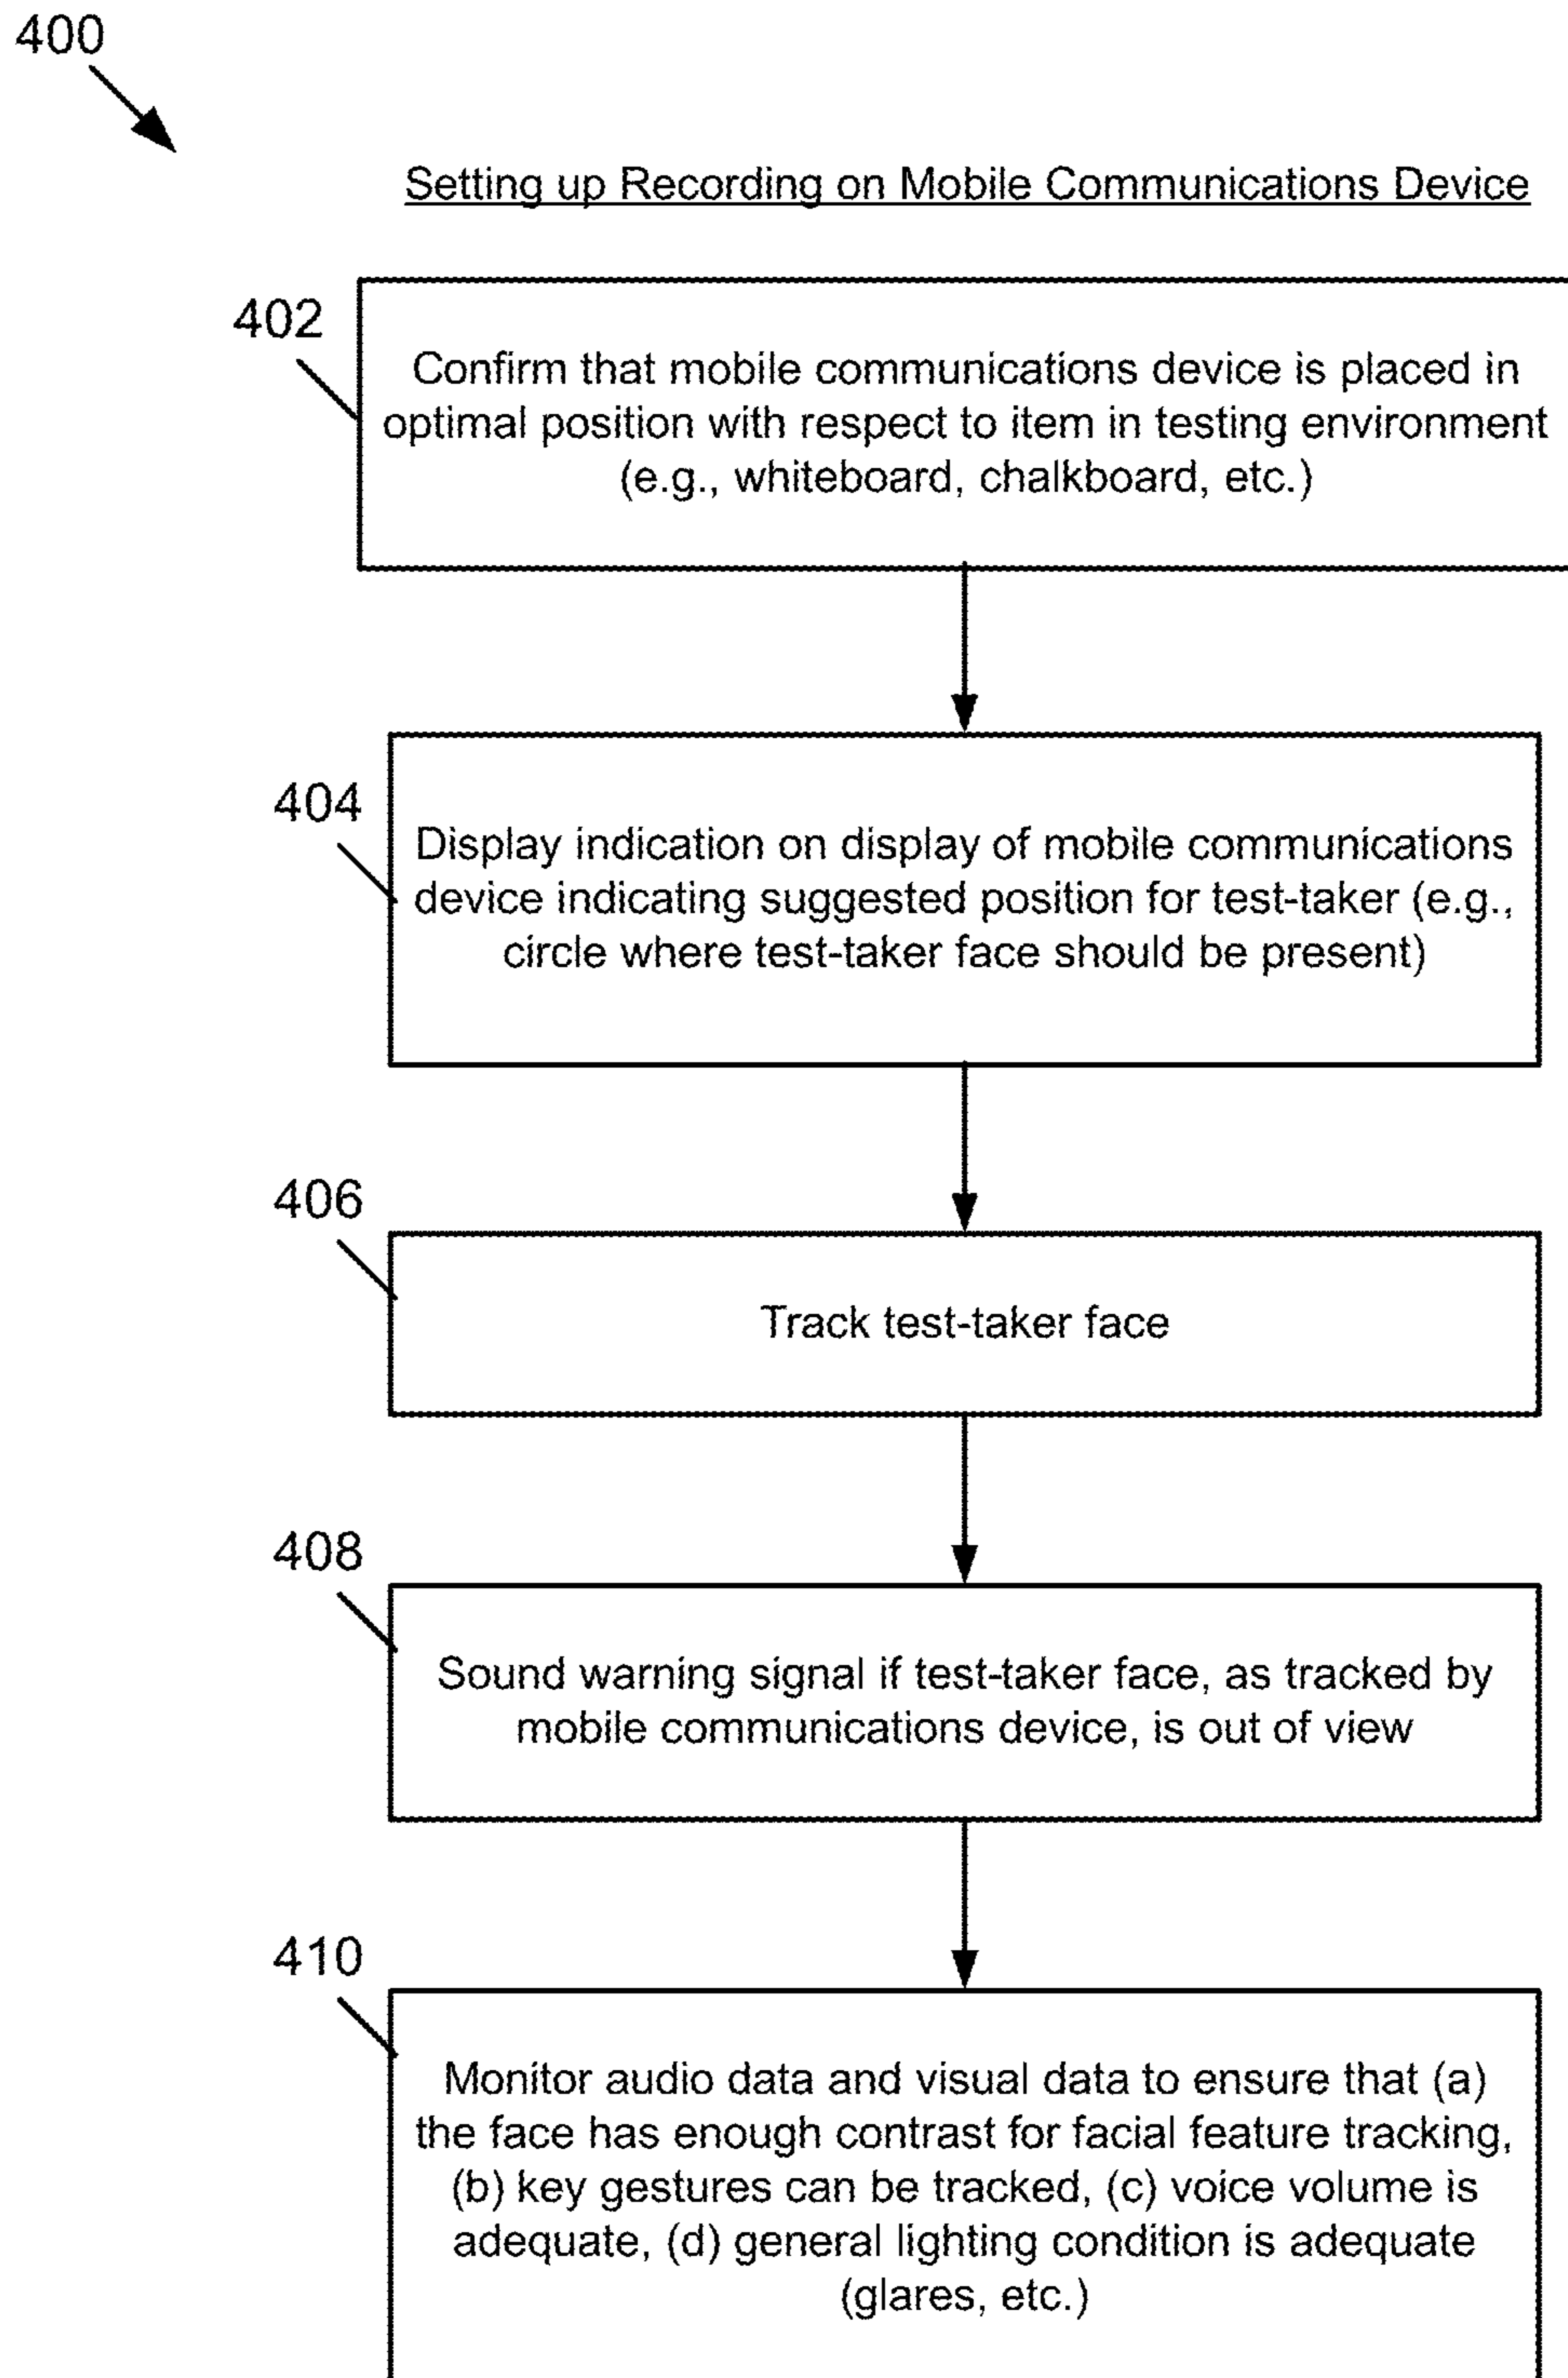 400
Setting up Recording on Mobile Communications Device
402
Confirm that mobile communications device is placed in
optimal position with respect to item in testing environment
(e.g., whiteboard, chalkboard, etc.)
404
Display indication on display of mobile communications
device indicating suggested position for test-taker (e.g.,
circle where test-taker face should be present)
406
Track test-taker face
408
Sound warning signal if test-taker face, as tracked by
mobile communications device, is out of view
410
Monitor audio data and visual data to ensure that (a)
the face has enough contrast for facial feature tracking,
(b) key gestures can be tracked, (c) voice volume is
adequate, (d) general lighting condition is adequate
(glares, etc.)